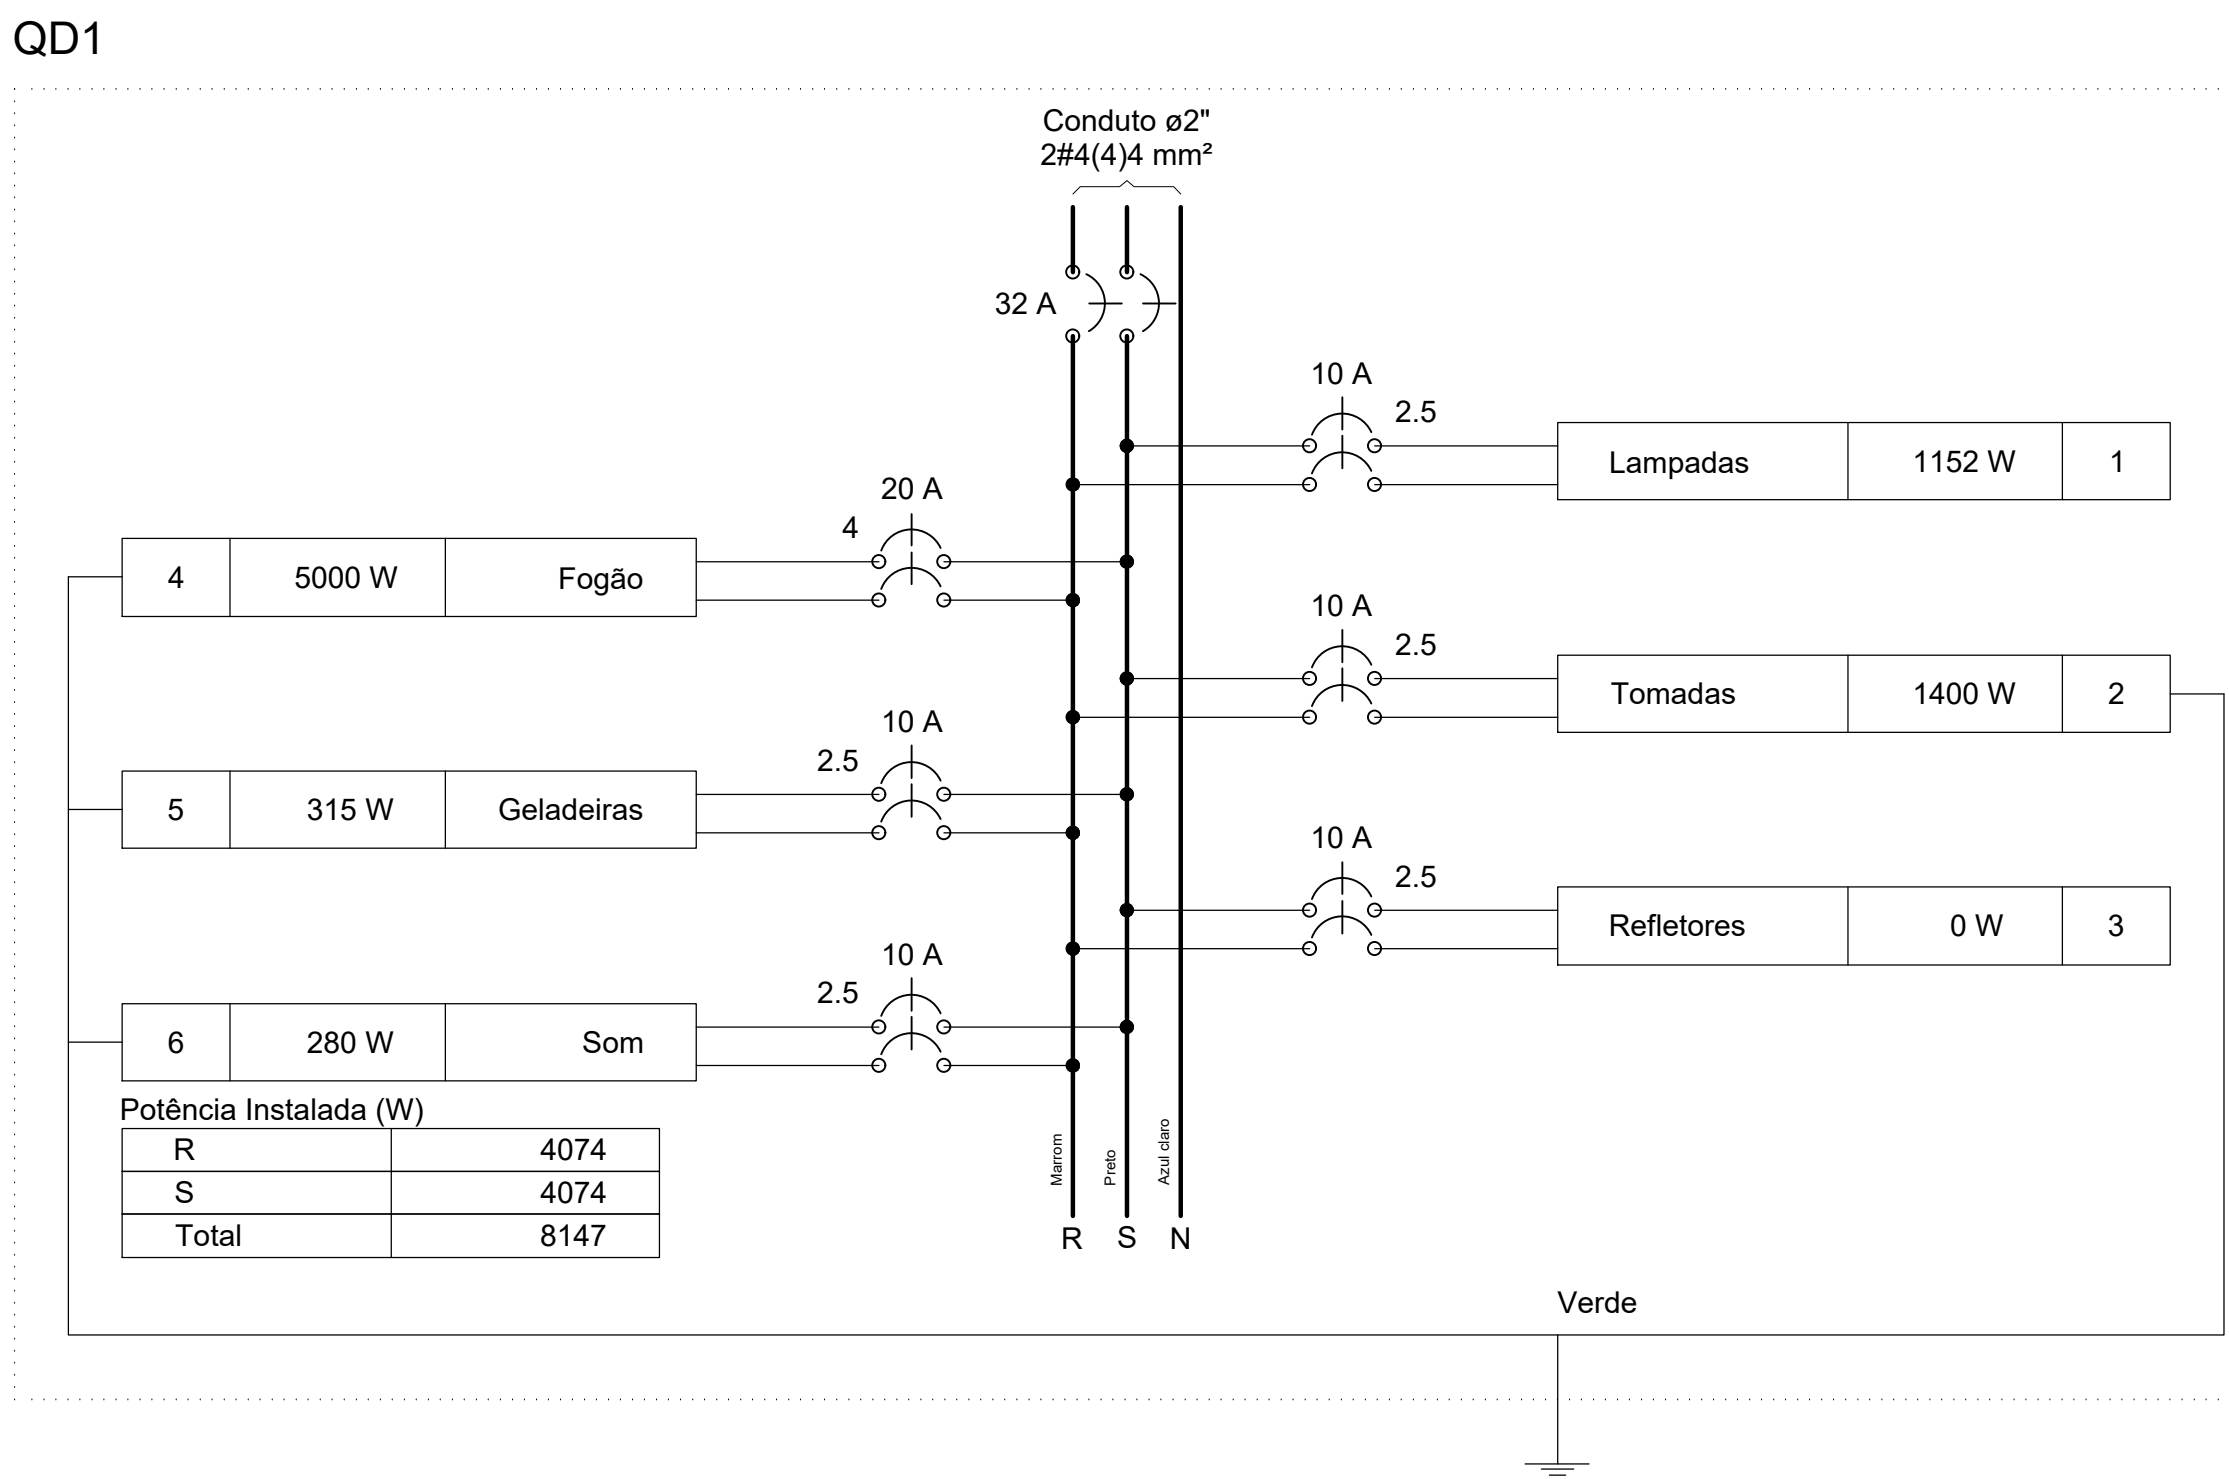 QD1
Conduto ø2"
2#4(4)4 mm²
32 A
10 A
2.5
Lampadas 1152 W 1
20 A
4
4 5000 W Fogão
10 A
2.5
Tomadas 1400 W 2
10 A
2.5
5 315 W Geladeiras
10 A
2.5
Refletores 0 W 3
10 A
2.5
6 280 W Som
Potência Instalada (W)
R 4074
S 4074
Total 8147
Marrom
Preto
Azul claro
R S N
Verde